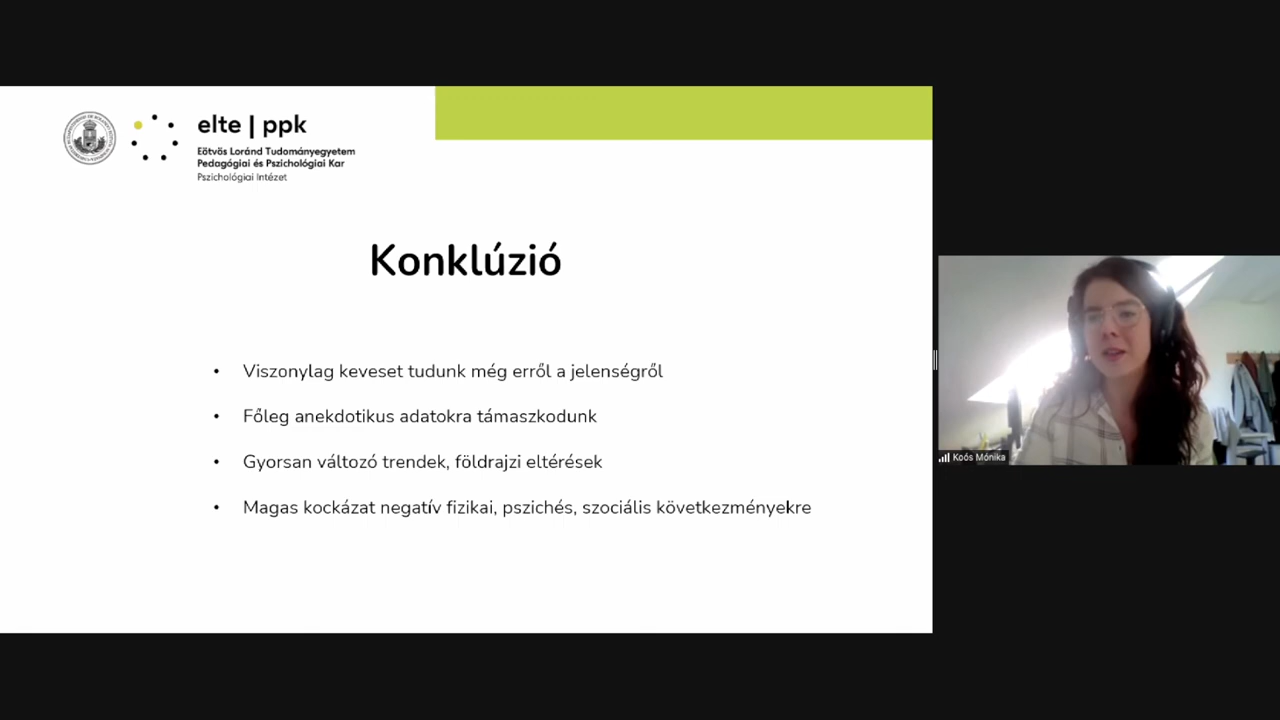 elte | ppk
Eötvös Loránd Tudományegyetem
Pedagógiai és Pszichológiai Kar
Pszichológiai Intézet
Konklúzió
• Viszonylag keveset tudunk még erről a jelenségről
• Főleg anekdotikus adatokra támaszkodunk
• Gyorsan változó trendek, földrajzi eltérések
• Magas kockázat negatív fizikai, pszichés, szociális következményekre
Koós Mónika